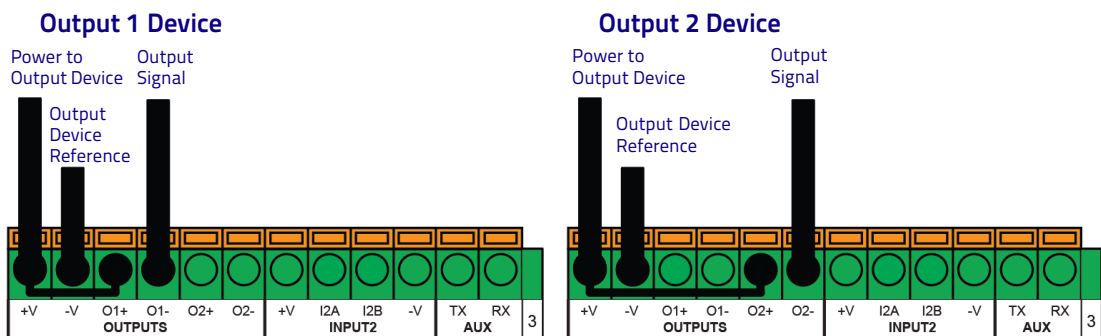 Output 1 Device
Power to
Output Device
Output
Signal
Output
Device
Reference
+V -V O1+ O1- O2+ O2- +V I2A I2B -V TX RX
OUTPUTS INPUT2 AUX 3
Output 2 Device
Power to
Output Device
Output
Signal
Output Device
Reference
+V -V O1+ O1- O2+ O2- +V I2A I2B -V TX RX
OUTPUTS INPUT2 AUX 3